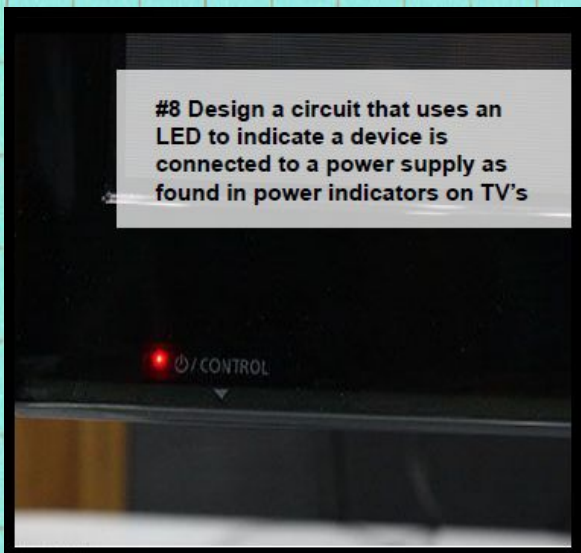 #8 Design a circuit that uses an
LED to indicate a device is
connected to a power supply as
found in power indicators on TV's
⏻/CONTROL